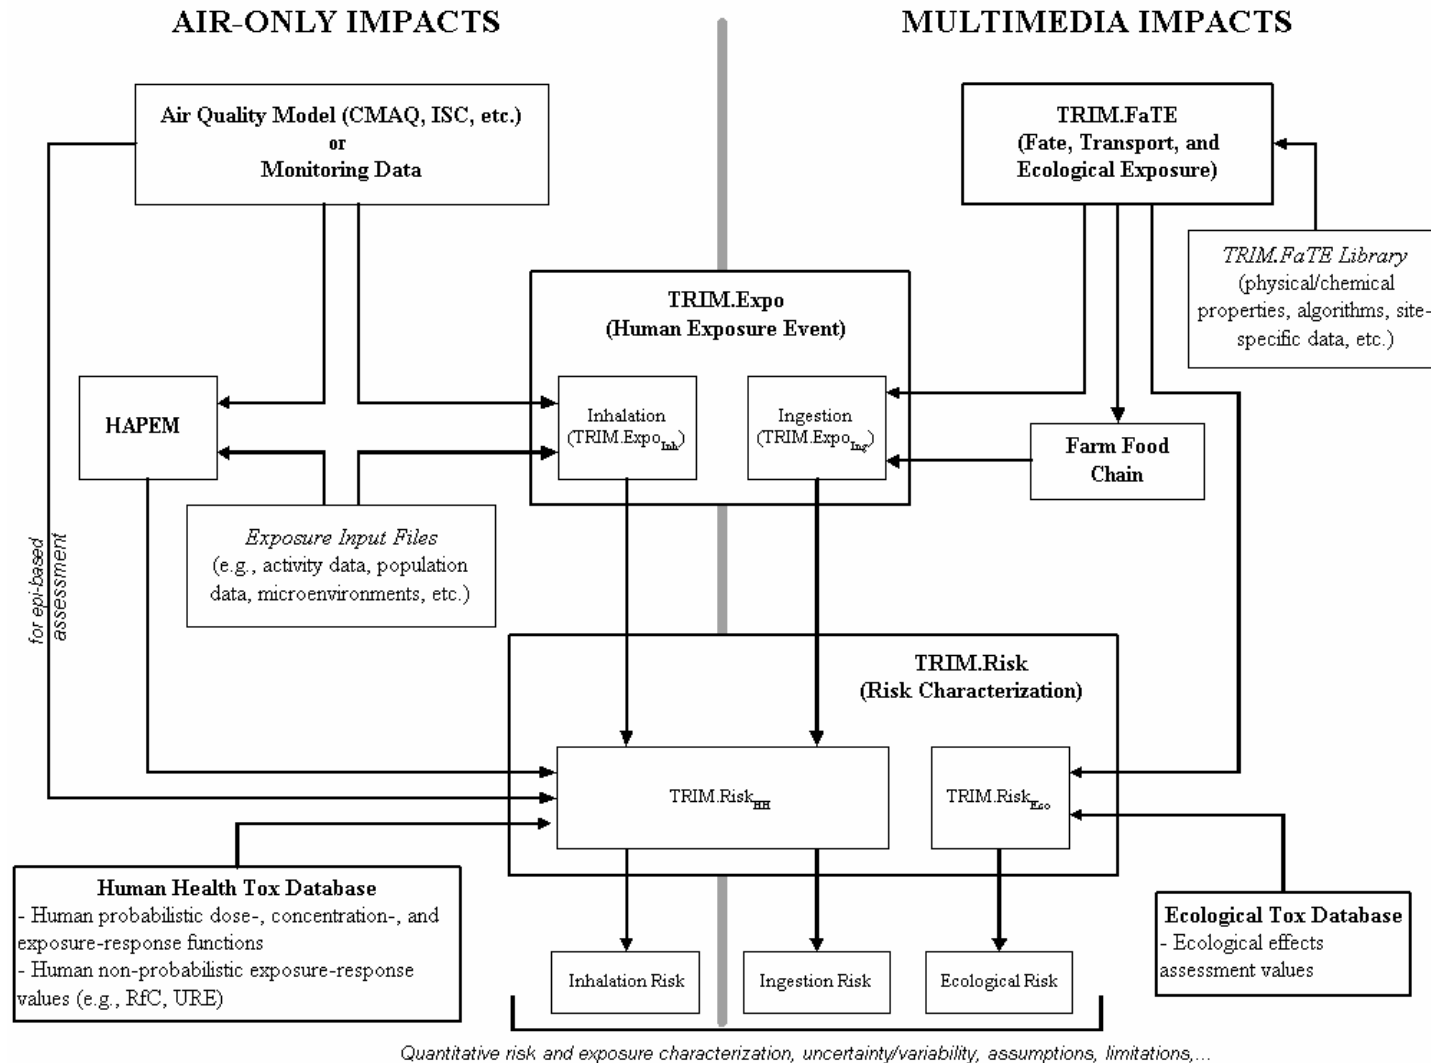 AIR-ONLY IMPACTS
MULTIMEDIA IMPACTS
Air Quality Model (CMAQ, ISC, etc.)
or
Monitoring Data
TRIM.FaTE
(Fate, Transport, and
Ecological Exposure)
TRIM.FaTE Library
(physical/chemical
properties, algorithms, site-
specific data, etc.)
TRIM.Expo
(Human Exposure Event)
HAPEM
Inhalation
(TRIM.ExpoInh)
Ingestion
(TRIM.ExpoIng)
Farm Food
Chain
Exposure Input Files
(e.g., activity data, population
data, microenvironments, etc.)
for epi-based
assessment
TRIM.Risk
(Risk Characterization)
TRIM.RiskHH
TRIM.RiskEco
Human Health Tox Database
- Human probabilistic dose-, concentration-, and
exposure-response functions
- Human non-probabilistic exposure-response
values (e.g., RfC, URE)
Ecological Tox Database
- Ecological effects
assessment values
Inhalation Risk
Ingestion Risk
Ecological Risk
Quantitative risk and exposure characterization, uncertainty/variability, assumptions, limitations,...